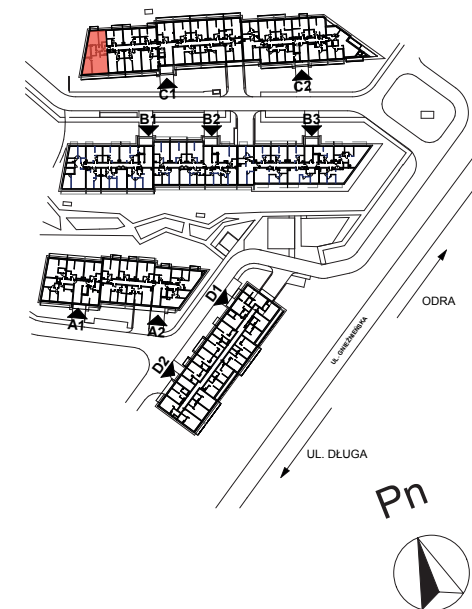 C1
C2
B1
B2
B3
A1
A2
D1
D2
ODRA
UL. GNIEŹNIEŃSKA
UL. DŁUGA
Pn